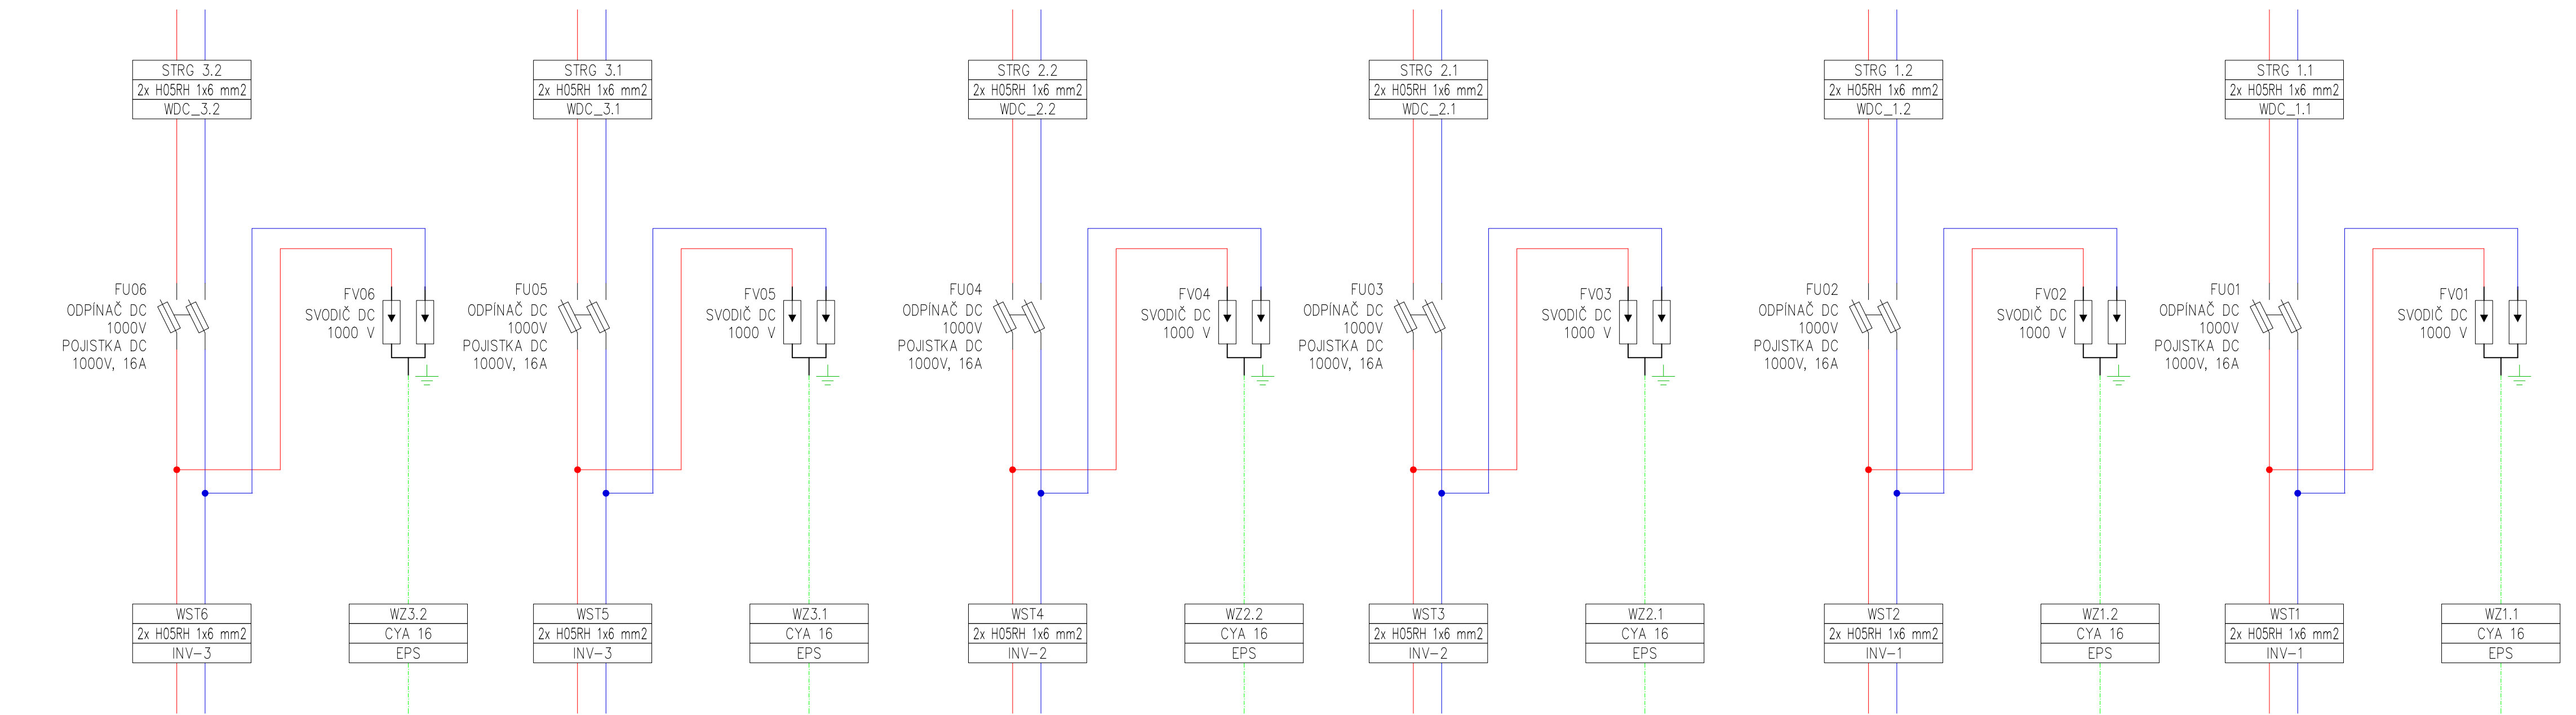 STRG 3.2
2x H05RH 1x6 mm2
WDC_3.2
STRG 3.1
2x H05RH 1x6 mm2
WDC_3.1
STRG 2.2
2x H05RH 1x6 mm2
WDC_2.2
STRG 2.1
2x H05RH 1x6 mm2
WDC_2.1
STRG 1.2
2x H05RH 1x6 mm2
WDC_1.2
STRG 1.1
2x H05RH 1x6 mm2
WDC_1.1
FU06
ODPÍNAČ DC
1000V
POJISTKA DC
1000V, 16A
FV06
SVODIČ DC
1000 V
FU05
ODPÍNAČ DC
1000V
POJISTKA DC
1000V, 16A
FV05
SVODIČ DC
1000 V
FU04
ODPÍNAČ DC
1000V
POJISTKA DC
1000V, 16A
FV04
SVODIČ DC
1000 V
FU03
ODPÍNAČ DC
1000V
POJISTKA DC
1000V, 16A
FV03
SVODIČ DC
1000 V
FU02
ODPÍNAČ DC
1000V
POJISTKA DC
1000V, 16A
FV02
SVODIČ DC
1000 V
FU01
ODPÍNAČ DC
1000V
POJISTKA DC
1000V, 16A
FV01
SVODIČ DC
1000 V
WST6
2x H05RH 1x6 mm2
INV-3
WZ3.2
CYA 16
EPS
WST5
2x H05RH 1x6 mm2
INV-3
WZ3.1
CYA 16
EPS
WST4
2x H05RH 1x6 mm2
INV-2
WZ2.2
CYA 16
EPS
WST3
2x H05RH 1x6 mm2
INV-2
WZ2.1
CYA 16
EPS
WST2
2x H05RH 1x6 mm2
INV-1
WZ1.2
CYA 16
EPS
WST1
2x H05RH 1x6 mm2
INV-1
WZ1.1
CYA 16
EPS